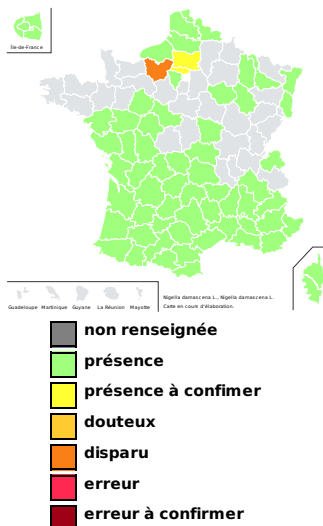 Île-de-France
Guadeloupe Martinique Guyane La Réunion Mayotte
Nigella damascena L., Nigella damascena L.
Carte en cours d'élaboration.
non renseignée
présence
présence à confimer
douteux
disparu
erreur
erreur à confirmer